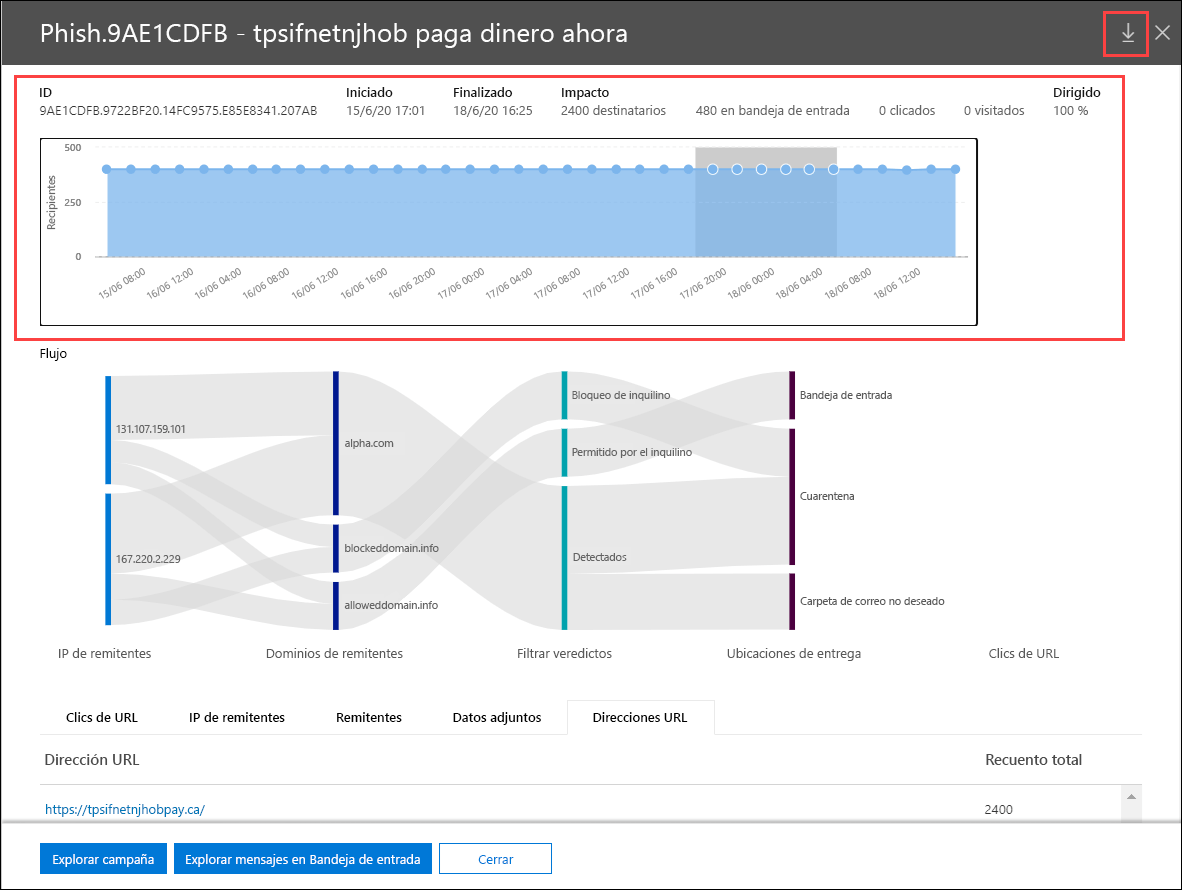 Phish.9AE1CDFB - tpsifnetnjhob paga dinero ahora
ID Iniciado Finalizado Impacto Dirigido
9AE1CDFB.9722BF20.14FC9575.E85E8341.207AB 15/6/20 17:01 18/6/20 16:25 2400 destinatarios 480 en bandeja de entrada 0 clicados 0 visitados 100 %
500
250
0
Recipientes
15/06 08:00 16/06 12:00 16/06 04:00 16/06 08:00 16/06 12:00 16/06 16:00 16/06 20:00 17/06 00:00 17/06 04:00 17/06 08:00 17/06 12:00 17/06 16:00 17/06 20:00 18/06 00:00 18/06 04:00 18/06 08:00 18/06 12:00
Flujo
Bloqueo de inquilino Bandeja de entrada
131.107.159.101
alpha.com
Permitido por el inquilino
Cuarentena
blockeddomain.info
167.220.2.229
Detectados
alloweddomain.info
Carpeta de correo no deseado
IP de remitentes Dominios de remitentes Filtrar veredictos Ubicaciones de entrega Clics de URL
Clics de URL IP de remitentes Remitentes Datos adjuntos Direcciones URL
Dirección URL Recuento total
https://tpsifnetnjhobpay.ca/ 2400
Explorar campaña Explorar mensajes en Bandeja de entrada Cerrar